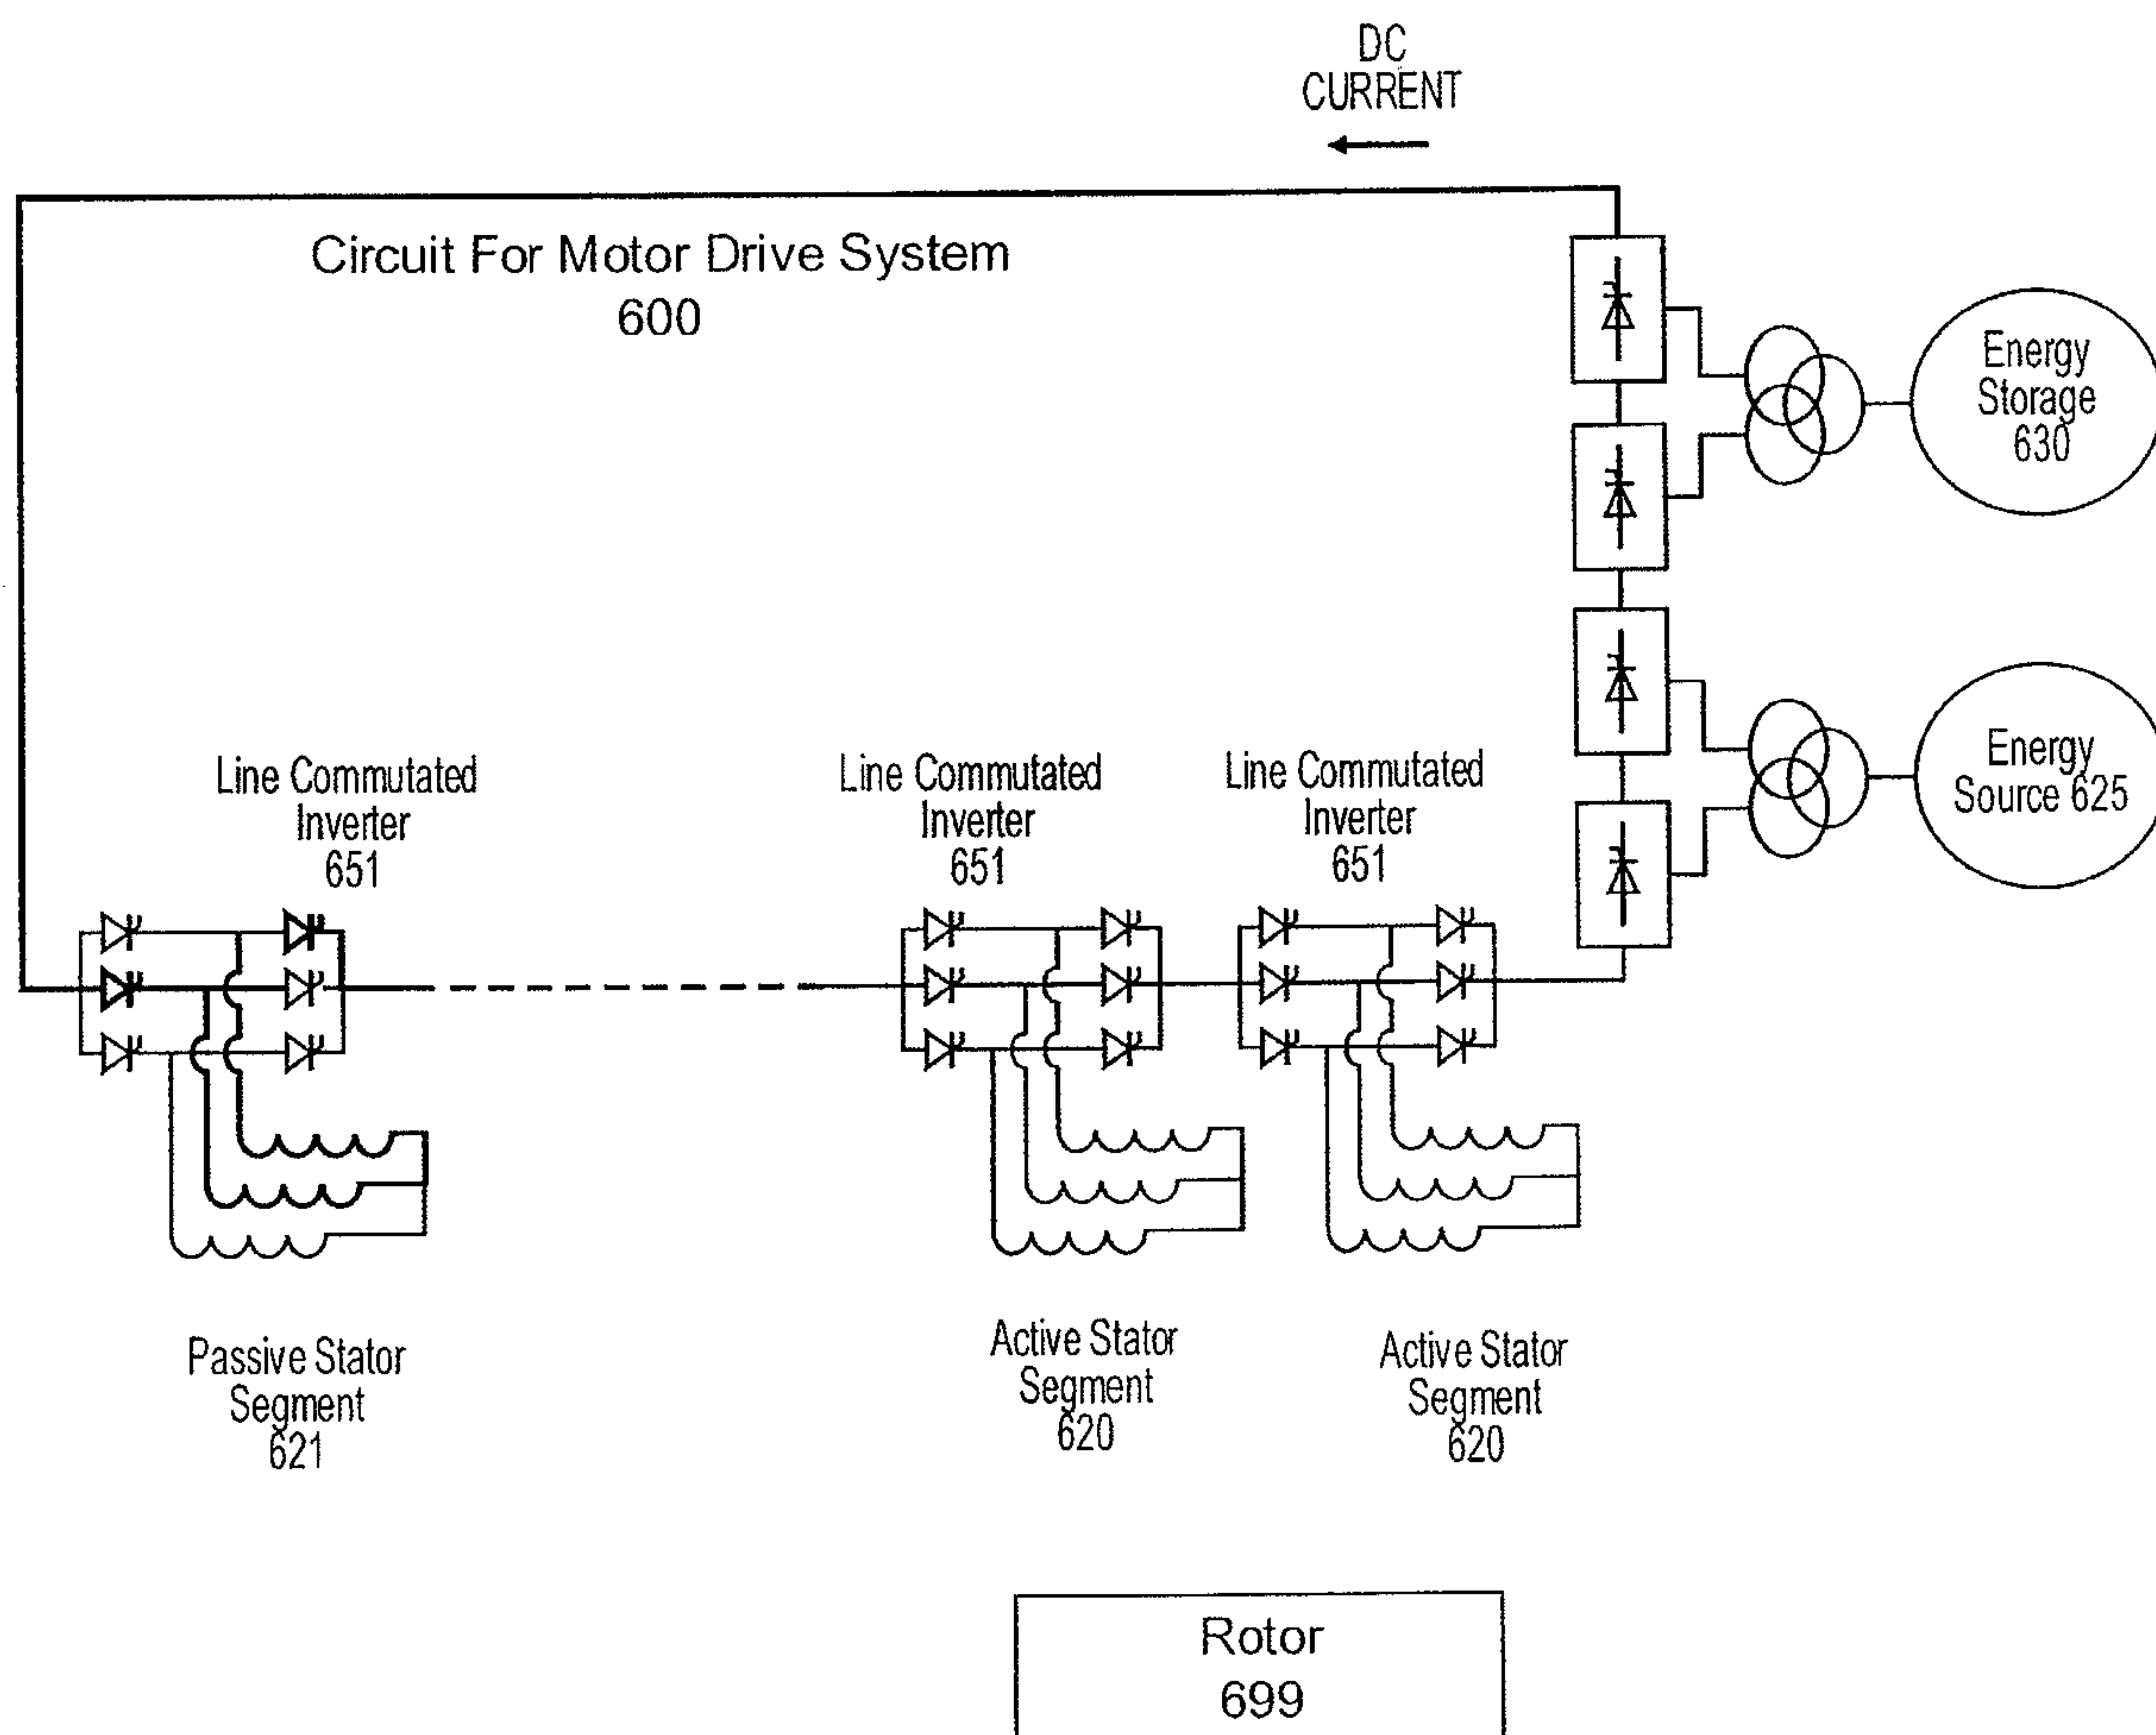 DC
CURRENT
Circuit For Motor Drive System
600
Energy
Storage
630
Energy
Source 625
Line Commutated
Inverter
651
Line Commutated
Inverter
651
Line Commutated
Inverter
651
Passive Stator
Segment
621
Active Stator
Segment
620
Active Stator
Segment
620
Rotor
699